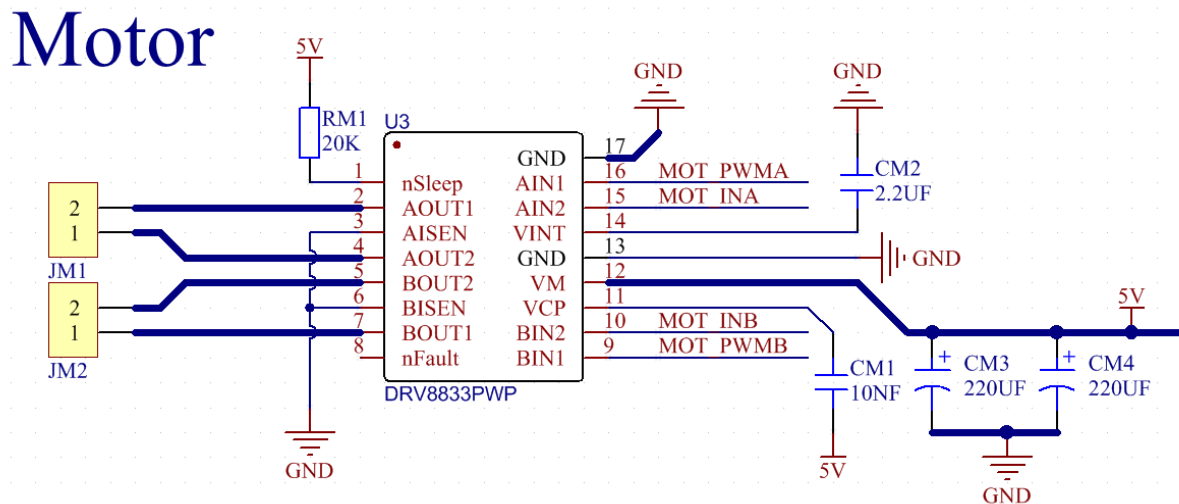 Motor
5V
RM1
20K
U3
GND
GND
1 nSleep
2 AOUT1
3 AISEN
4 AOUT2
5 BOUT2
6 BISEN
7 BOUT1
8 nFault
GND 17
AIN1 16 MOT_PWMA
AIN2 15 MOT_INA
VINT 14
GND 13
VM 12
VCP 11
BIN2 10 MOT_INB
BIN1 9 MOT_PWMB
DRV8833PWP
2
1
JM1
2
1
JM2
GND
CM2
2.2UF
GND
5V
CM1
10NF
5V
CM3
220UF
CM4
220UF
GND